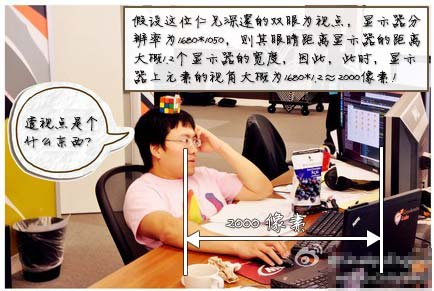 假设这位仁兄深邃的双眼为视点，显示器分
辨率为1680*1050，则其眼睛距离显示器的距离
大概1.2个显示器的宽度，因此，此时，显示
器上元素的视角大概为1680*1.2≈2000像素！
透视点是个
什么东西？
2000 像素